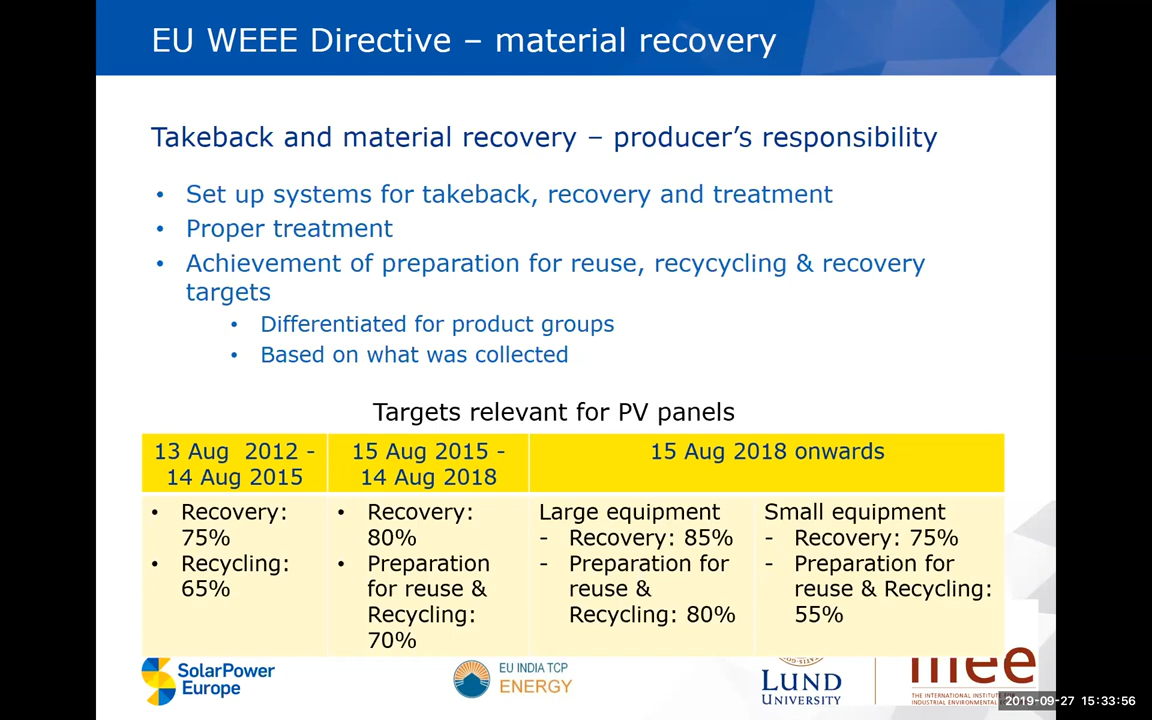 EU WEEE Directive – material recovery
Takeback and material recovery – producer's responsibility
• Set up systems for takeback, recovery and treatment
• Proper treatment
• Achievement of preparation for reuse, recycycling & recovery
targets
• Differentiated for product groups
• Based on what was collected
Targets relevant for PV panels
13 Aug 2012 -
14 Aug 2015
15 Aug 2015 -
14 Aug 2018
15 Aug 2018 onwards
• Recovery:
75%
• Recycling:
65%
• Recovery:
80%
• Preparation
for reuse &
Recycling:
70%
Large equipment
- Recovery: 85%
- Preparation for
reuse &
Recycling: 80%
Small equipment
- Recovery: 75%
- Preparation for
reuse & Recycling:
55%
SolarPower
Europe
EU INDIA TCP
ENERGY
LUND
UNIVERSITY
iiiee
THE INTERNATIONAL INSTITUTE
INDUSTRIAL ENVIRONMENTAL
2019-09-27 15:33:56